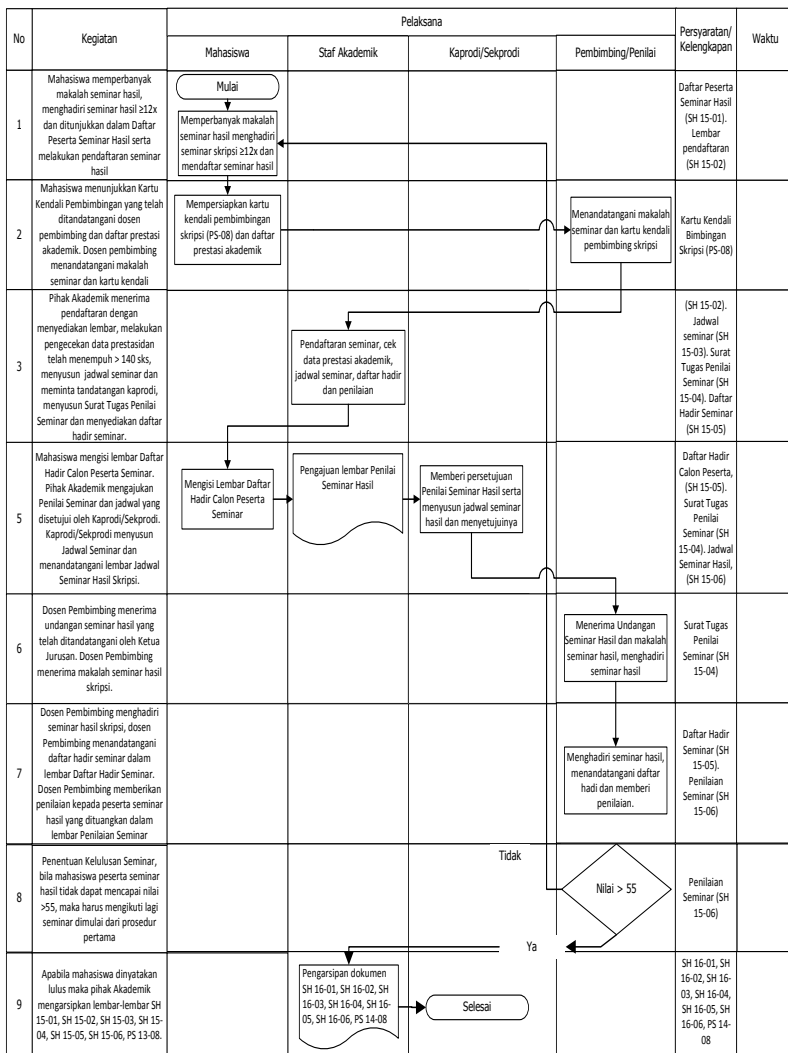 No
Kegiatan
Pelaksana
Persyaratan/
Kelengkapan
Waktu
Mahasiswa
Staf Akademik
Kaprodi/Sekprodi
Pembimbing/Penilai
1
Mahasiswa memperbanyak
makalah seminar hasil,
menghadiri seminar hasil ≥12x
dan ditunjukkan dalam Daftar
Peserta Seminar Hasil serta
melakukan pendaftaran seminar
hasil
Mulai
Memperbanyak makalah
seminar hasil menghadiri
seminar skripsi ≥12x dan
mendaftar seminar hasil
Daftar Peserta
Seminar Hasil
(SH 15-01).
Lembar
pendaftaran
(SH 15-02)
2
Mahasiswa menunjukkan Kartu
Kendali Pembimbingan yang telah
ditandatangani dosen
pembimbing dan daftar prestasi
akademik. Dosen pembimbing
menandatangani makalah
seminar dan kartu kendali
Mempersiapkan kartu
kendali pembimbingan
skripsi (PS-08) dan daftar
prestasi akademik
Menandatangani makalah
seminar dan kartu kendali
pembimbing skripsi
Kartu Kendali
Bimbingan
Skripsi (PS-08)
3
Pihak Akademik menerima
pendaftaran dengan
menyediakan lembar, melakukan
pengecekan data prestasidan
telah menempuh > 140 sks,
menyusun jadwal seminar dan
meminta tandatangan kaprodi,
menyusun Surat Tugas Penilai
Seminar dan menyediakan daftar
hadir seminar.
Pendaftaran seminar, cek
data prestasi akademik,
jadwal seminar, daftar hadir
dan penilaian
(SH 15-02).
Jadwal
seminar (SH
15-03). Surat
Tugas Penilai
Seminar (SH
15-04). Daftar
Hadir Seminar
(SH 15-05)
5
Mahasiswa mengisi lembar Daftar
Hadir Calon Peserta Seminar.
Pihak Akademik mengajukan
Penilai Seminar dan jadwal yang
disetujui oleh Kaprodi/Sekprodi.
Kaprodi/Sekprodi menyusun
Jadwal Seminar dan
menandatangani lembar Jadwal
Seminar Hasil Skripsi.
Mengisi Lembar Daftar
Hadir Calon Peserta
Seminar
Pengajuan lembar Penilai
Seminar Hasil
Memberi persetujuan
Penilai Seminar Hasil serta
menyusun jadwal seminar
hasil dan menyetujuinya
Daftar Hadir
Calon Peserta,
(SH 15-05).
Surat Tugas
Penilai
Seminar (SH
15-04). Jadwal
Seminar Hasil,
(SH 15-06)
6
Dosen Pembimbing menerima
undangan seminar hasil yang
telah ditandatangani oleh Ketua
Jurusan. Dosen Pembimbing
menerima makalah seminar hasil
skripsi.
Menerima Undangan
Seminar Hasil dan makalah
seminar hasil, menghadiri
seminar hasil
Surat Tugas
Penilai
Seminar (SH
15-04)
7
Dosen Pembimbing menghadiri
seminar hasil skripsi, dosen
Pembimbing menandatangani
daftar hadir seminar dalam
lembar Daftar Hadir Seminar.
Dosen Pembimbing memberikan
penilaian kepada peserta seminar
hasil yang dituangkan dalam
lembar Penilaian Seminar
Menghadiri seminar hasil,
menandatangani daftar
hadi dan memberi
penilaian.
Daftar Hadir
Seminar (SH
15-05).
Penilaian
Seminar (SH
15-06)
8
Penentuan Kelulusan Seminar,
bila mahasiswa peserta seminar
hasil tidak dapat mencapai nilai
>55, maka harus mengikuti lagi
seminar dimulai dari prosedur
pertama
Tidak
Nilai > 55
Ya
Penilaian
Seminar (SH
15-06)
9
Apabila mahasiswa dinyatakan
lulus maka pihak Akademik
mengarsipkan lembar-lembar SH
15-01, SH 15-02, SH 15-03, SH 15-
04, SH 15-05, SH 15-06, PS 13-08.
Pengarsipan dokumen
SH 16-01, SH 16-02, SH
16-03, SH 16-04, SH 16-
05, SH 16-06, PS 14-08
Selesai
SH 16-01, SH
16-02, SH 16-
03, SH 16-04,
SH 16-05, SH
16-06, PS 14-
08